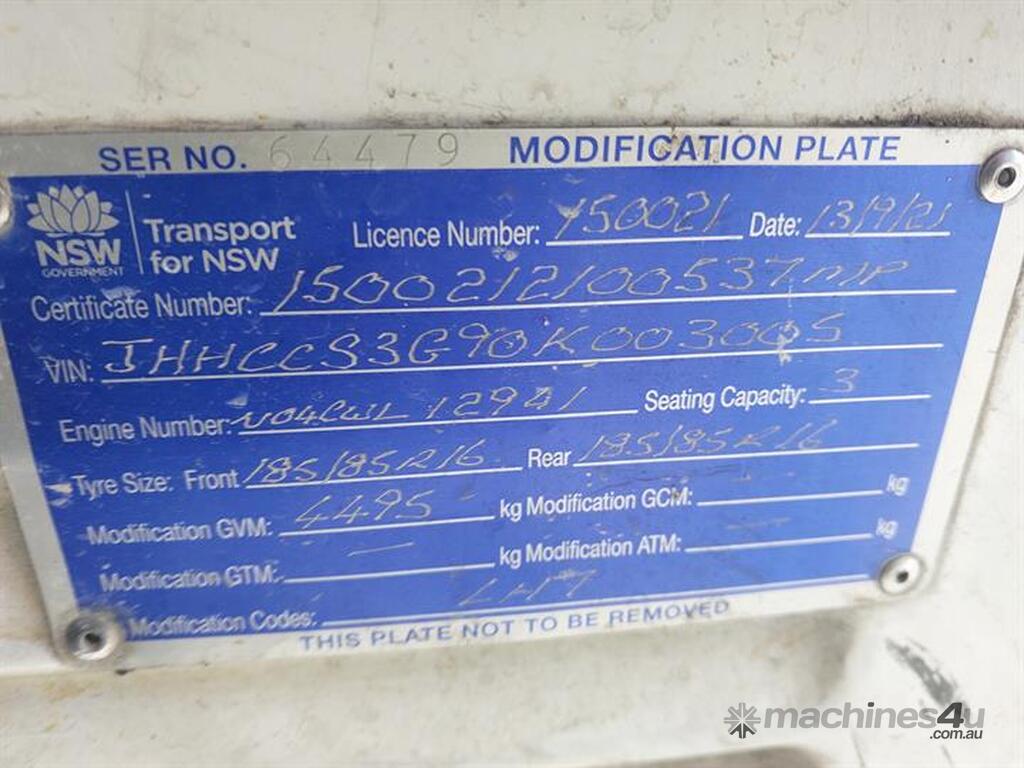 SER NO. 64479 MODIFICATION PLATE
NSW GOVERNMENT
Transport for NSW
Licence Number: 150021 Date: 13/9/21
Certificate Number: 1500212100537MP
VIN: JHHCCS3G90K003005
Engine Number: N04CWL 12941 Seating Capacity: 3
Tyre Size: Front 185/85R16 Rear 185/85R16
Modification GVM: 4495 kg Modification GCM: kg
Modification GTM: — kg Modification ATM: — kg
Modification Codes:
THIS PLATE NOT TO BE REMOVED
machines4u.com.au